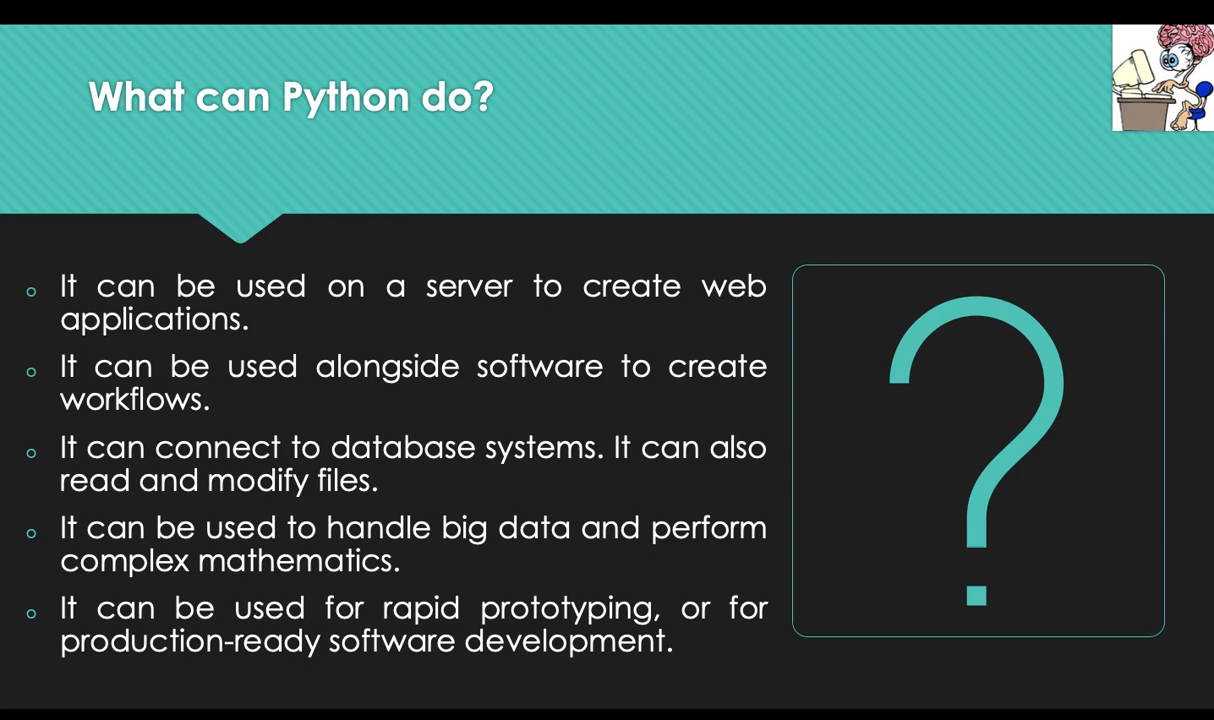 What can Python do?
It can be used on a server to create web
applications.
It can be used alongside software to create
workflows.
It can connect to database systems. It can also
read and modify files.
It can be used to handle big data and perform
complex mathematics.
It can be used for rapid prototyping, or for
production-ready software development.
?